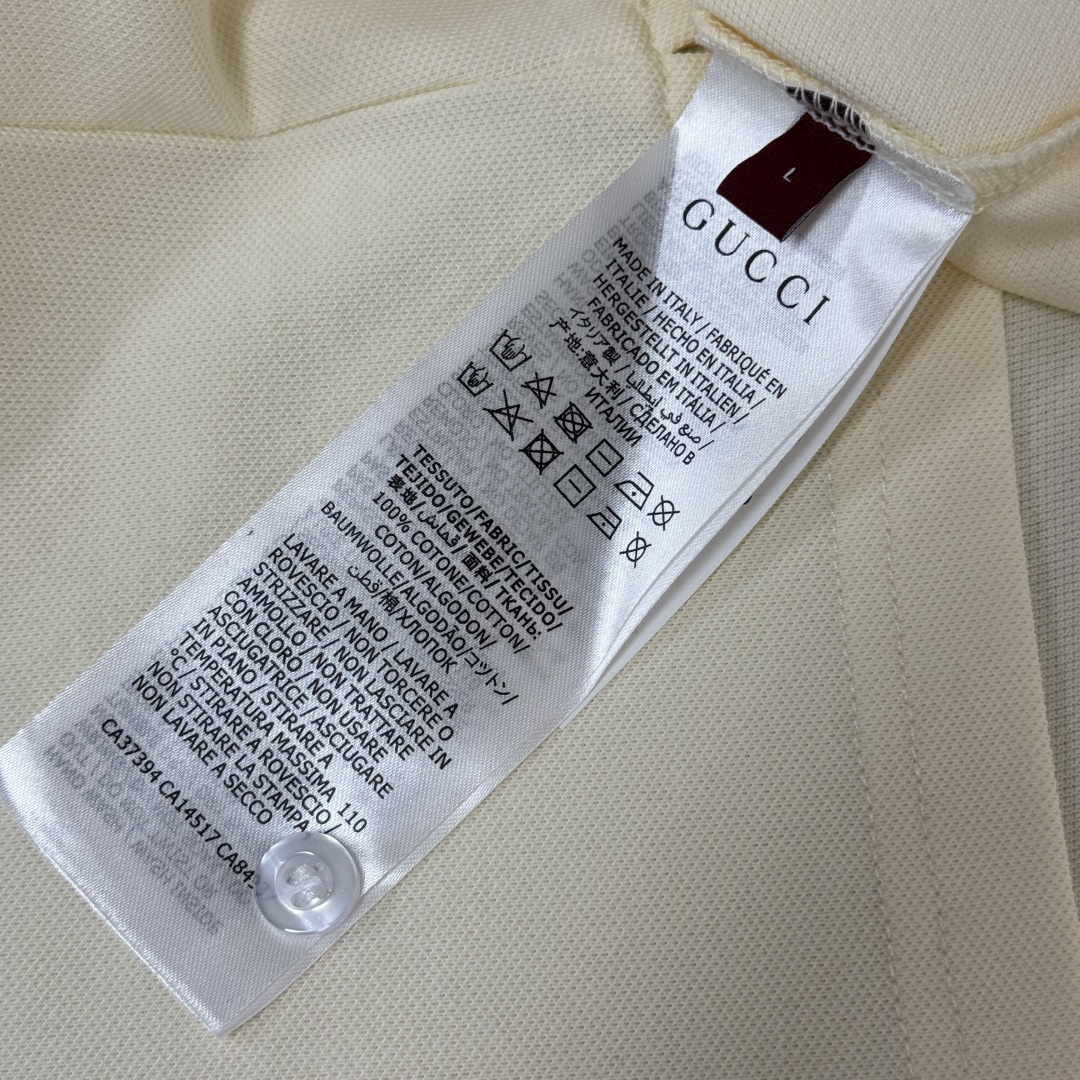 L
GUCCI
MADE IN ITALY / FABRIQUÉ EN
ITALIE / HECHO EN ITALIA /
HERGESTELLT IN ITALIEN /
FABRICADO EM ITÁLIA /
イタリア製 / صنع في إيطاليا /
产地:意大利 / СДЕЛАНО В
ИТАЛИИ
TESSUTO/FABRIC/TISSU/
TEJIDO/GEWEBE/TECIDO/
表地/قماش/面料/ТКАНЬ:
100% COTONE/COTTON/
COTON/ALGODON/
BAUMWOLLE/ALGODÃO/コットン/
قطن/棉/ХЛОПОК
LAVARE A MANO / LAVARE A
ROVESCIO / NON TORCERE O
STRIZZARE / NON LASCIARE IN
AMMOLLO / NON TRATTARE
CON CLORO / NON USARE
ASCIUGATRICE / ASCIUGARE
IN PIANO / STIRARE A
TEMPERATURA MASSIMA 110
°C / STIRARE A ROVESCIO /
NON STIRARE LA STAMPA /
NON LAVARE A SECCO
CA37394 CA14517